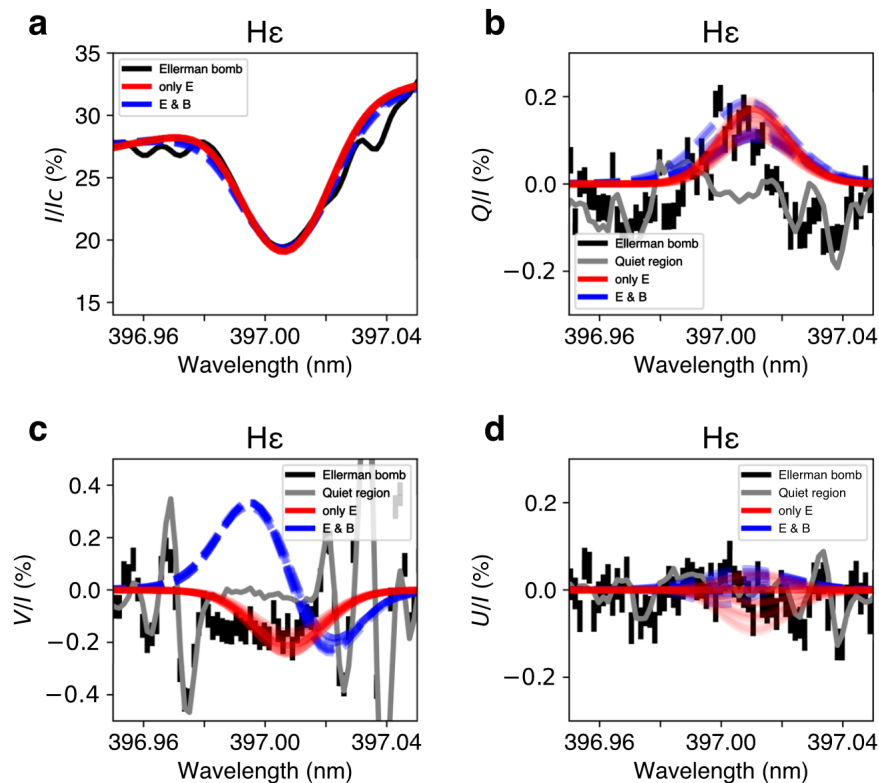 a
Hε
35
30
25
20
15
I/Ic (%)
Ellerman bomb
only E
E & B
396.96
397.00
397.04
Wavelength (nm)
b
Hε
0.2
0.0
−0.2
Q/I (%)
Ellerman bomb
Quiet region
only E
E & B
396.96
397.00
397.04
Wavelength (nm)
c
Hε
0.4
0.2
0.0
−0.2
−0.4
V/I (%)
Ellerman bomb
Quiet region
only E
E & B
396.96
397.00
397.04
Wavelength (nm)
d
Hε
0.2
0.0
−0.2
U/I (%)
Ellerman bomb
Quiet region
only E
E & B
396.96
397.00
397.04
Wavelength (nm)